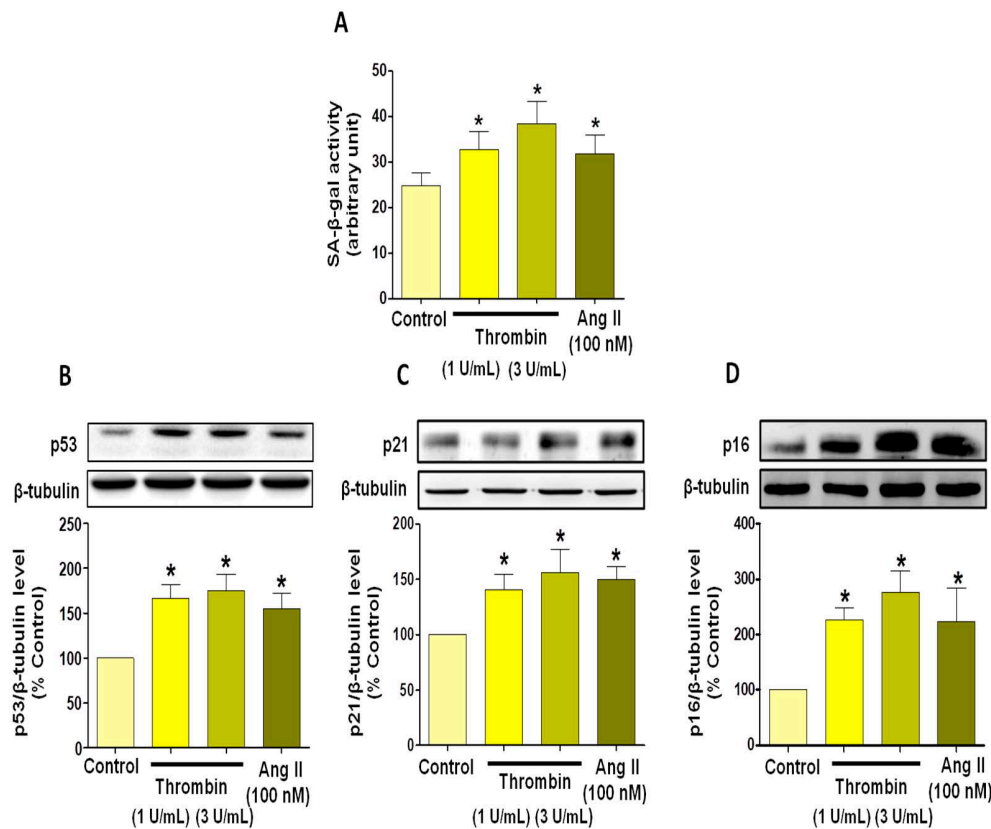 A
SA-β-gal activity
(arbitrary unit)
50
40
30
20
10
0
*
*
*
Control
Thrombin
Ang II
(100 nM)
(1 U/mL) (3 U/mL)
B
p53
β-tubulin
p53/β-tubulin level
(% Control)
250
200
150
100
50
0
*
*
*
Control
Thrombin
Ang II
(100 nM)
(1 U/mL) (3 U/mL)
C
p21
β-tubulin
p21/β-tubulin level
(% Control)
200
150
100
50
0
*
*
*
Control
Thrombin
Ang II
(100 nM)
(1 U/mL) (3 U/mL)
D
p16
β-tubulin
p16/β-tubulin level
(% Control)
400
300
200
100
0
*
*
*
Control
Thrombin
Ang II
(100 nM)
(1 U/mL) (3 U/mL)